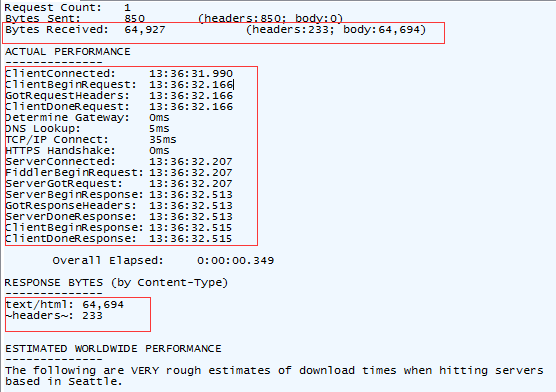 Request Count:   1
Bytes Sent:      850        (headers:850; body:0)
Bytes Received:  64,927     (headers:233; body:64,694)
ACTUAL PERFORMANCE
--------------
ClientConnected:    13:36:31.990
ClientBeginRequest: 13:36:32.166
GotRequestHeaders:  13:36:32.166
ClientDoneRequest:  13:36:32.166
Determine Gateway:  0ms
DNS Lookup:         5ms
TCP/IP Connect:     35ms
HTTPS Handshake:    0ms
ServerConnected:    13:36:32.207
FiddlerBeginRequest: 13:36:32.207
ServerGotRequest:   13:36:32.207
ServerBeginResponse: 13:36:32.513
GotResponseHeaders: 13:36:32.513
ServerDoneResponse: 13:36:32.513
ClientBeginResponse: 13:36:32.515
ClientDoneResponse: 13:36:32.515
Overall Elapsed:    0:00:00.349
RESPONSE BYTES (by Content-Type)
--------------
text/html: 64,694
~headers~: 233
ESTIMATED WORLDWIDE PERFORMANCE
--------------
The following are VERY rough estimates of download times when hitting servers
based in Seattle.